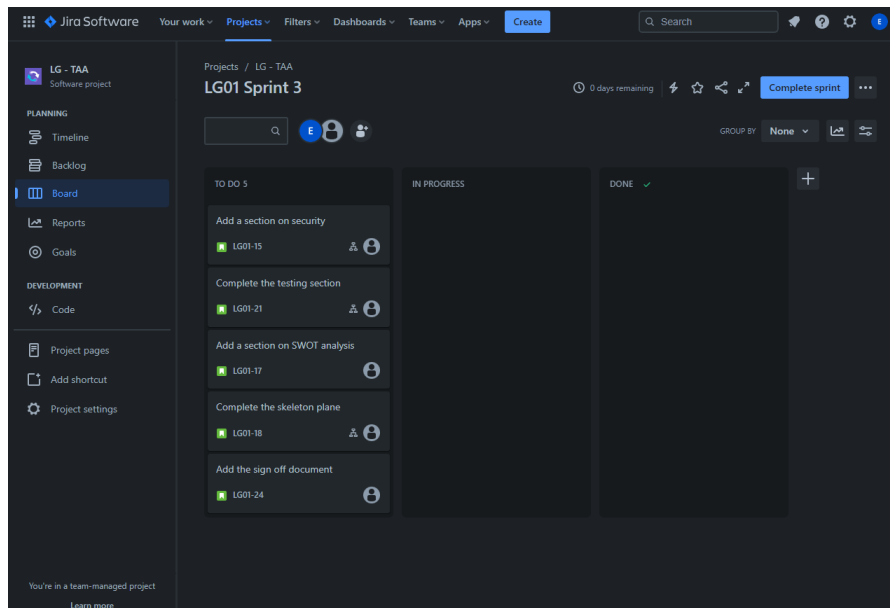 Jira Software
Your work Projects Filters Dashboards Teams Apps Create Search E
LG - TAA
Software project
PLANNING
Timeline
Backlog
Board
Reports
Goals
DEVELOPMENT
Code
Project pages
Add shortcut
Project settings
You're in a team-managed project
Learn more
Projects / LG - TAA
LG01 Sprint 3
0 days remaining Complete sprint
E
GROUP BY None
TO DO 5
Add a section on security
LG01-15
Complete the testing section
LG01-21
Add a section on SWOT analysis
LG01-17
Complete the skeleton plane
LG01-18
Add the sign off document
LG01-24
IN PROGRESS
DONE